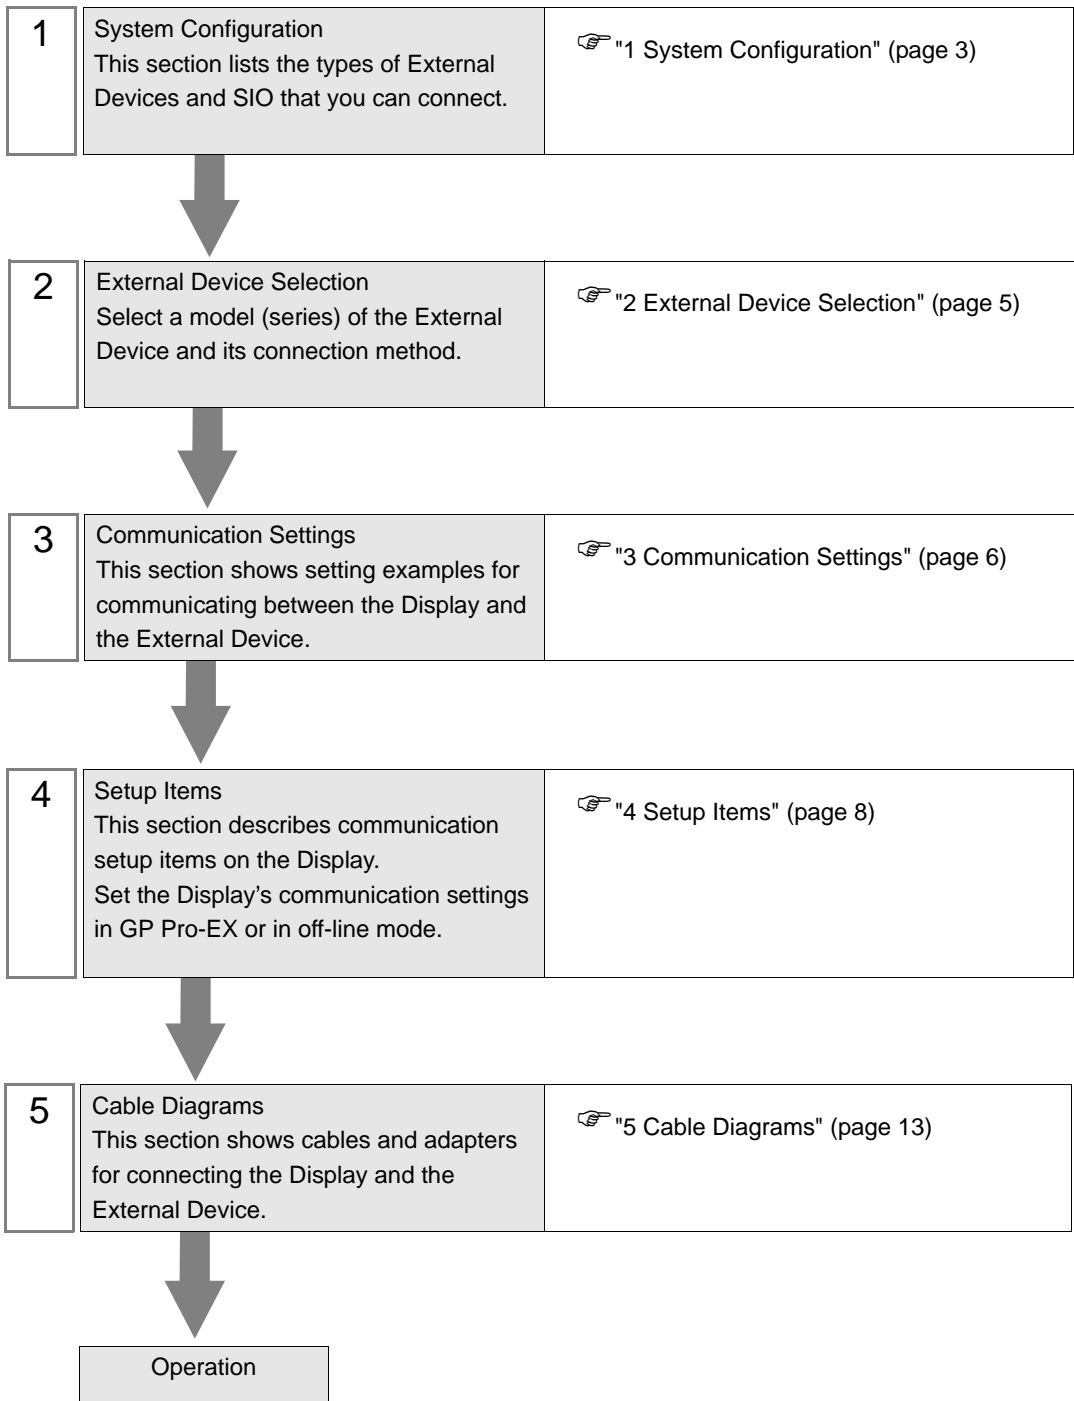 1
System Configuration
This section lists the types of External
Devices and SIO that you can connect.
"1 System Configuration" (page 3)
2
External Device Selection
Select a model (series) of the External
Device and its connection method.
"2 External Device Selection" (page 5)
3
Communication Settings
This section shows setting examples for
communicating between the Display and
the External Device.
"3 Communication Settings" (page 6)
4
Setup Items
This section describes communication
setup items on the Display.
Set the Display’s communication settings
in GP Pro-EX or in off-line mode.
"4 Setup Items" (page 8)
5
Cable Diagrams
This section shows cables and adapters
for connecting the Display and the
External Device.
"5 Cable Diagrams" (page 13)
Operation